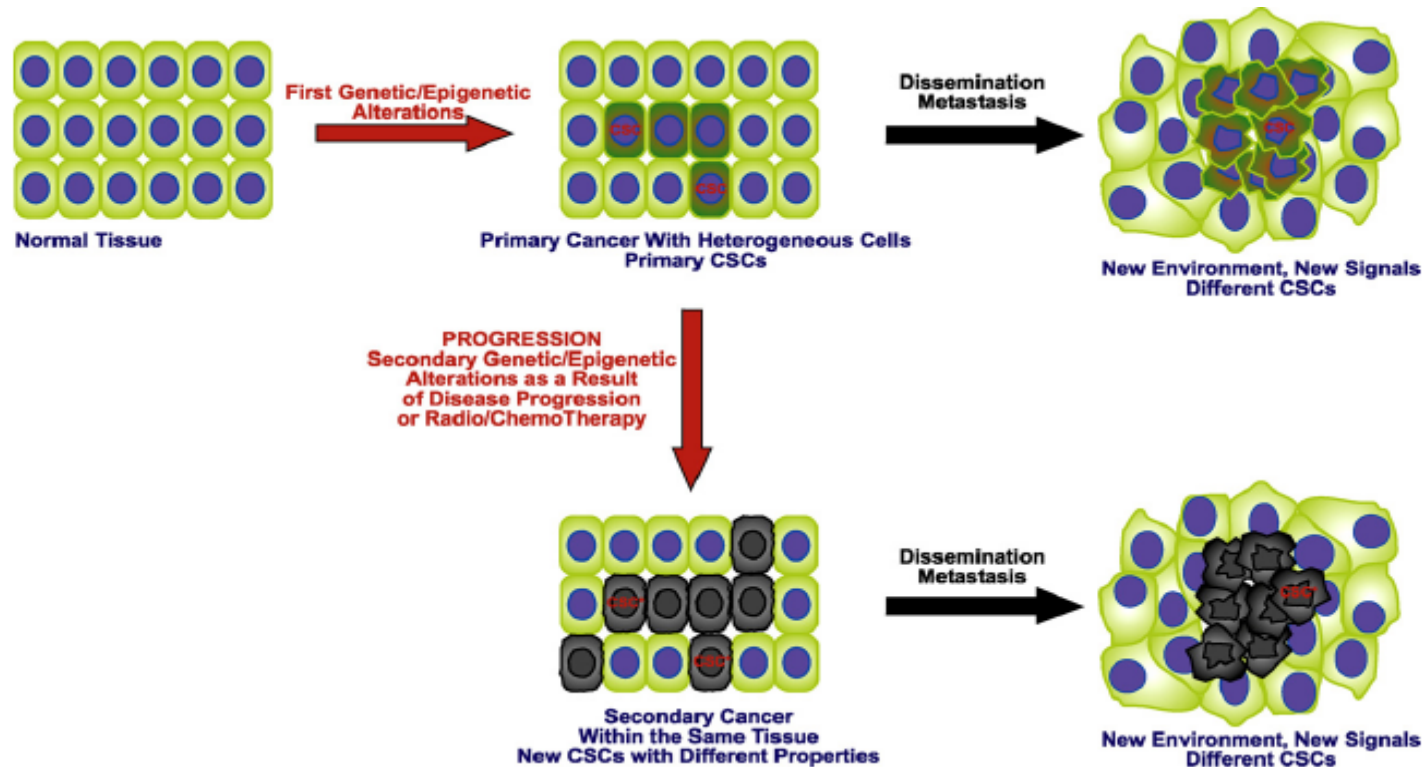 First Genetic/Epigenetic
Alterations
Dissemination
Metastasis
CSC
CSC
CSC
Normal Tissue
Primary Cancer With Heterogeneous Cells
Primary CSCs
New Environment, New Signals
Different CSCs
PROGRESSION
Secondary Genetic/Epigenetic
Alterations as a Result
of Disease Progression
or Radio/ChemoTherapy
Dissemination
Metastasis
CSC*
CSC*
CSC*
Secondary Cancer
Within the Same Tissue
New CSCs with Different Properties
New Environment, New Signals
Different CSCs